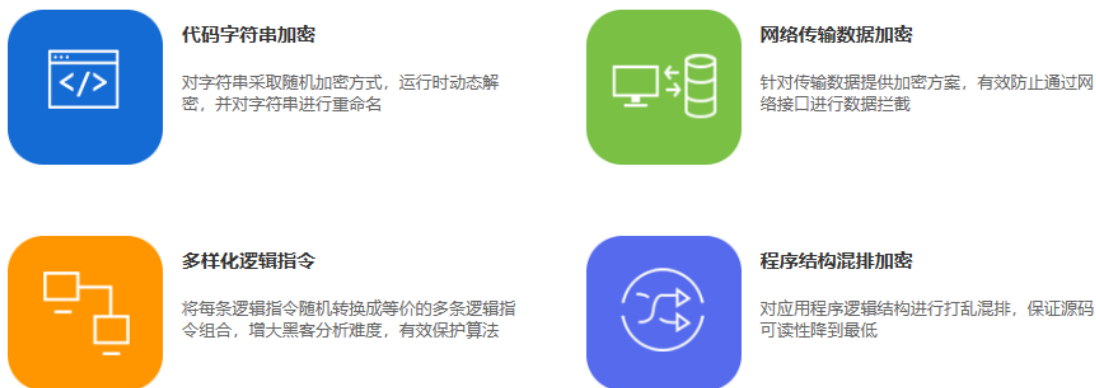 代码字符串加密
对字符串采取随机加密方式，运行时动态解
密，并对字符串进行重命名
网络传输数据加密
针对传输数据提供加密方案，有效防止通过网
络接口进行数据拦截
多样化逻辑指令
将每条逻辑指令随机转换成等价的多条逻辑指
令组合，增大黑客分析难度，有效保护算法
程序结构混排加密
对应用程序逻辑结构进行打乱混排，保证源码
可读性降到最低